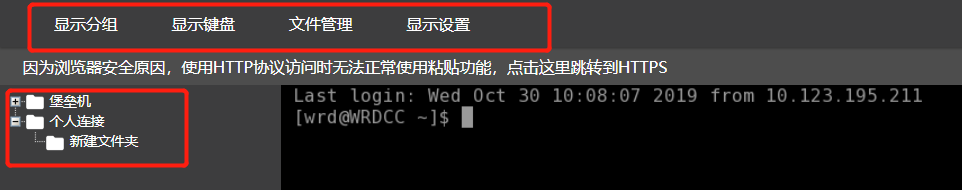 显示分组 显示键盘 文件管理 显示设置
因为浏览器安全原因，使用HTTP协议访问时无法正常使用粘贴功能，点击这里跳转到HTTPS
堡垒机
个人连接
新建文件夹
Last login: Wed Oct 30 10:08:07 2019 from 10.123.195.211
[wrd@WRDCC ~]$